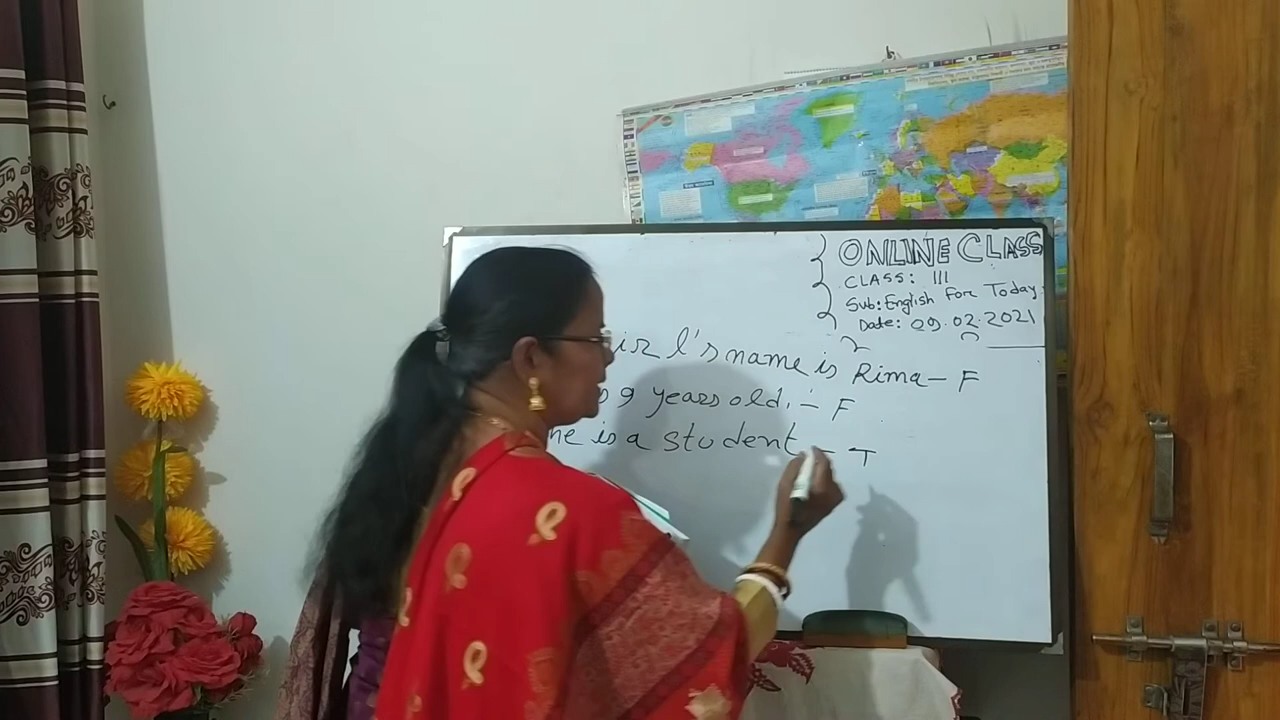 ONLINE CLASS
CLASS: III
Sub: English For Today
Date: 09.02.2021
l's name is Rima – F
9 years old. – F
is a student – T